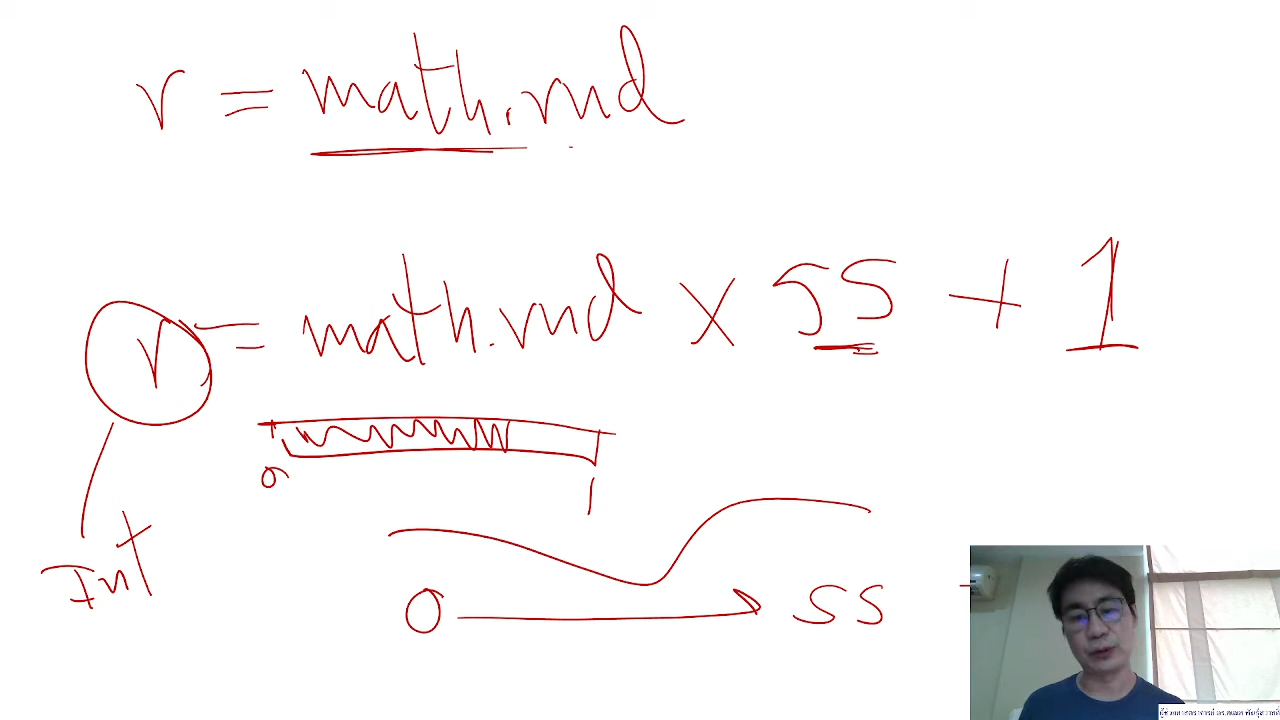 r = math.rnd
r = math.rnd x 55 + 1
0 1
Int
0 55